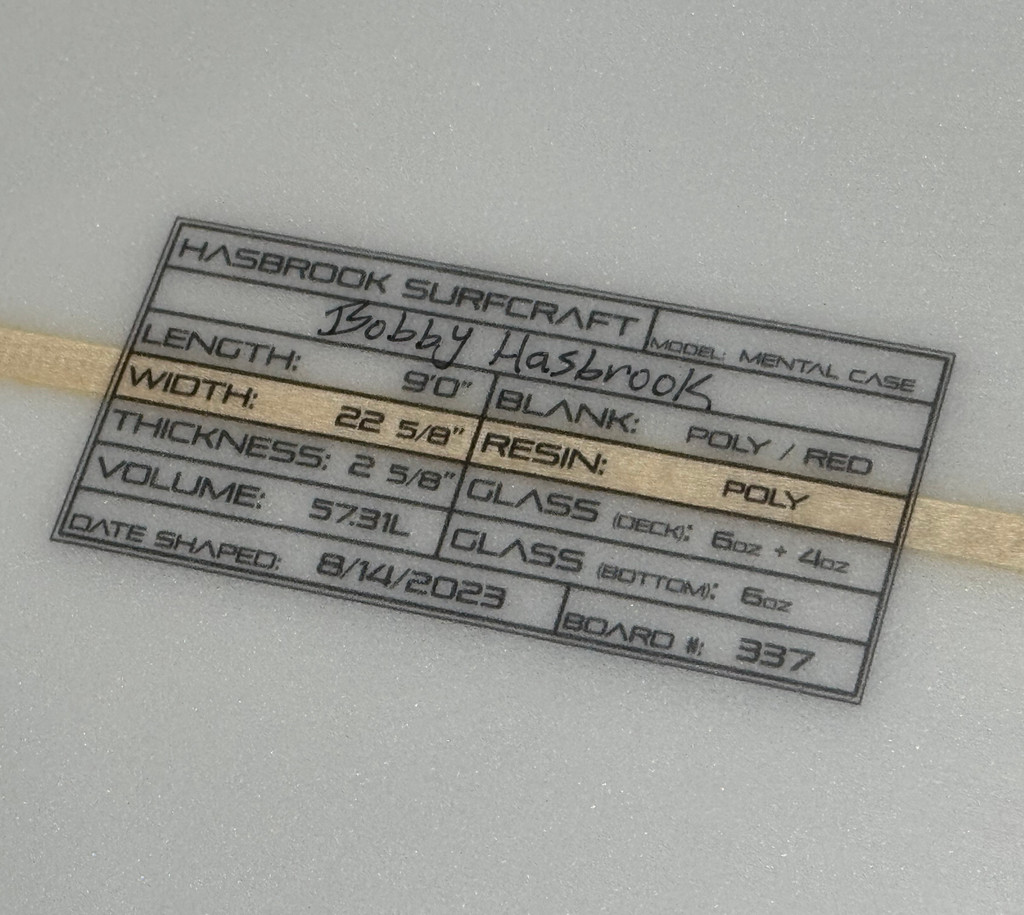 HASBROOK SURFCRAFT MODEL: MENTAL CASE
Bobby Hasbrook
LENGTH: 9'0" BLANK: POLY / RED
WIDTH: 22 5/8" RESIN: POLY
THICKNESS: 2 5/8" GLASS (DECK): 6oz + 4oz
VOLUME: 57.31L GLASS (BOTTOM): 6oz
DATE SHAPED: 8/14/2023 BOARD #: 337